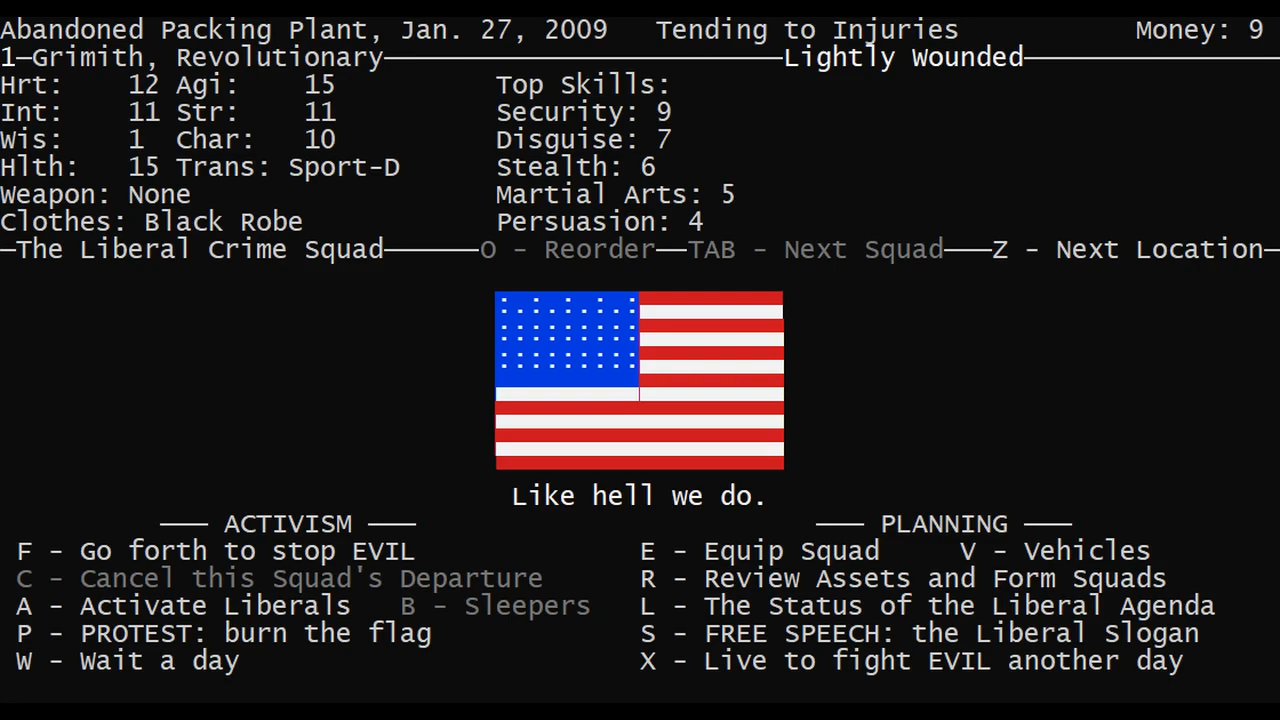 Abandoned Packing Plant, Jan. 27, 2009 Tending to Injuries Money: 9
1—Grimith, Revolutionary Lightly Wounded
Hrt: 12 Agi: 15 Top Skills:
Int: 11 Str: 11 Security: 9
Wis: 1 Char: 10 Disguise: 7
Hlth: 15 Trans: Sport-D Stealth: 6
Weapon: None Martial Arts: 5
Clothes: Black Robe Persuasion: 4
The Liberal Crime Squad O - Reorder TAB - Next Squad Z - Next Location
Like hell we do.
ACTIVISM PLANNING
F - Go forth to stop EVIL E - Equip Squad V - Vehicles
C - Cancel this Squad's Departure R - Review Assets and Form Squads
A - Activate Liberals B - Sleepers L - The Status of the Liberal Agenda
P - PROTEST: burn the flag S - FREE SPEECH: the Liberal Slogan
W - Wait a day X - Live to fight EVIL another day